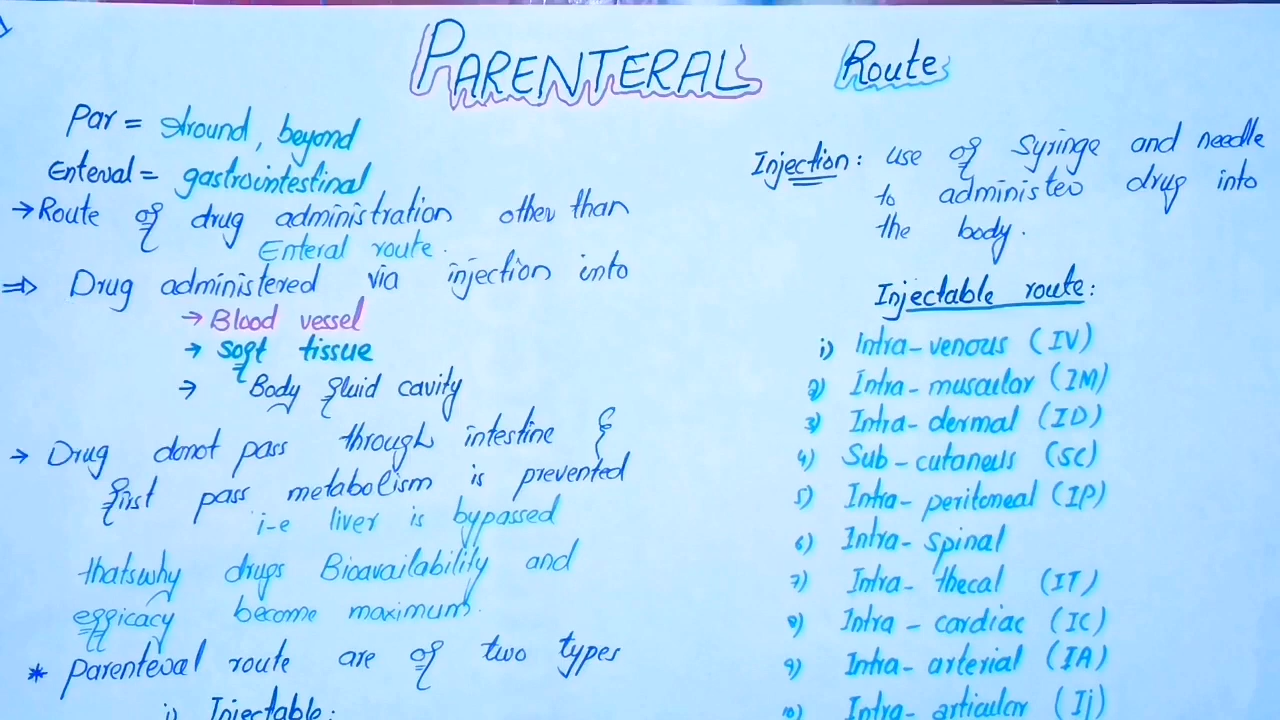 PARENTERAL Route
Par = Around, beyond
Enteral = gastrointestinal
→ Route of drug administration other than
Enteral route.
⇒ Drug administered via injection into
→ Blood vessel
→ Soft tissue
→ Body fluid cavity
→ Drug donot pass through intestine &
first pass metabolism is prevented
i-e liver is bypassed
thatswhy drugs Bioavailability and
efficacy become maximum.
* Parenteral route are of two types
i) Injectable:
Injection: use of Syringe and needle
to administer drug into
the body.
Injectable route:
i) Intra-venous (IV)
2) Intra-muscular (IM)
3) Intra-dermal (ID)
4) Sub-cutaneus (SC)
5) Intra-peritoneal (IP)
6) Intra-spinal
7) Intra-thecal (IT)
8) Intra-cardiac (IC)
9) Intra-arterial (IA)
10) Intra-articular (Ij)